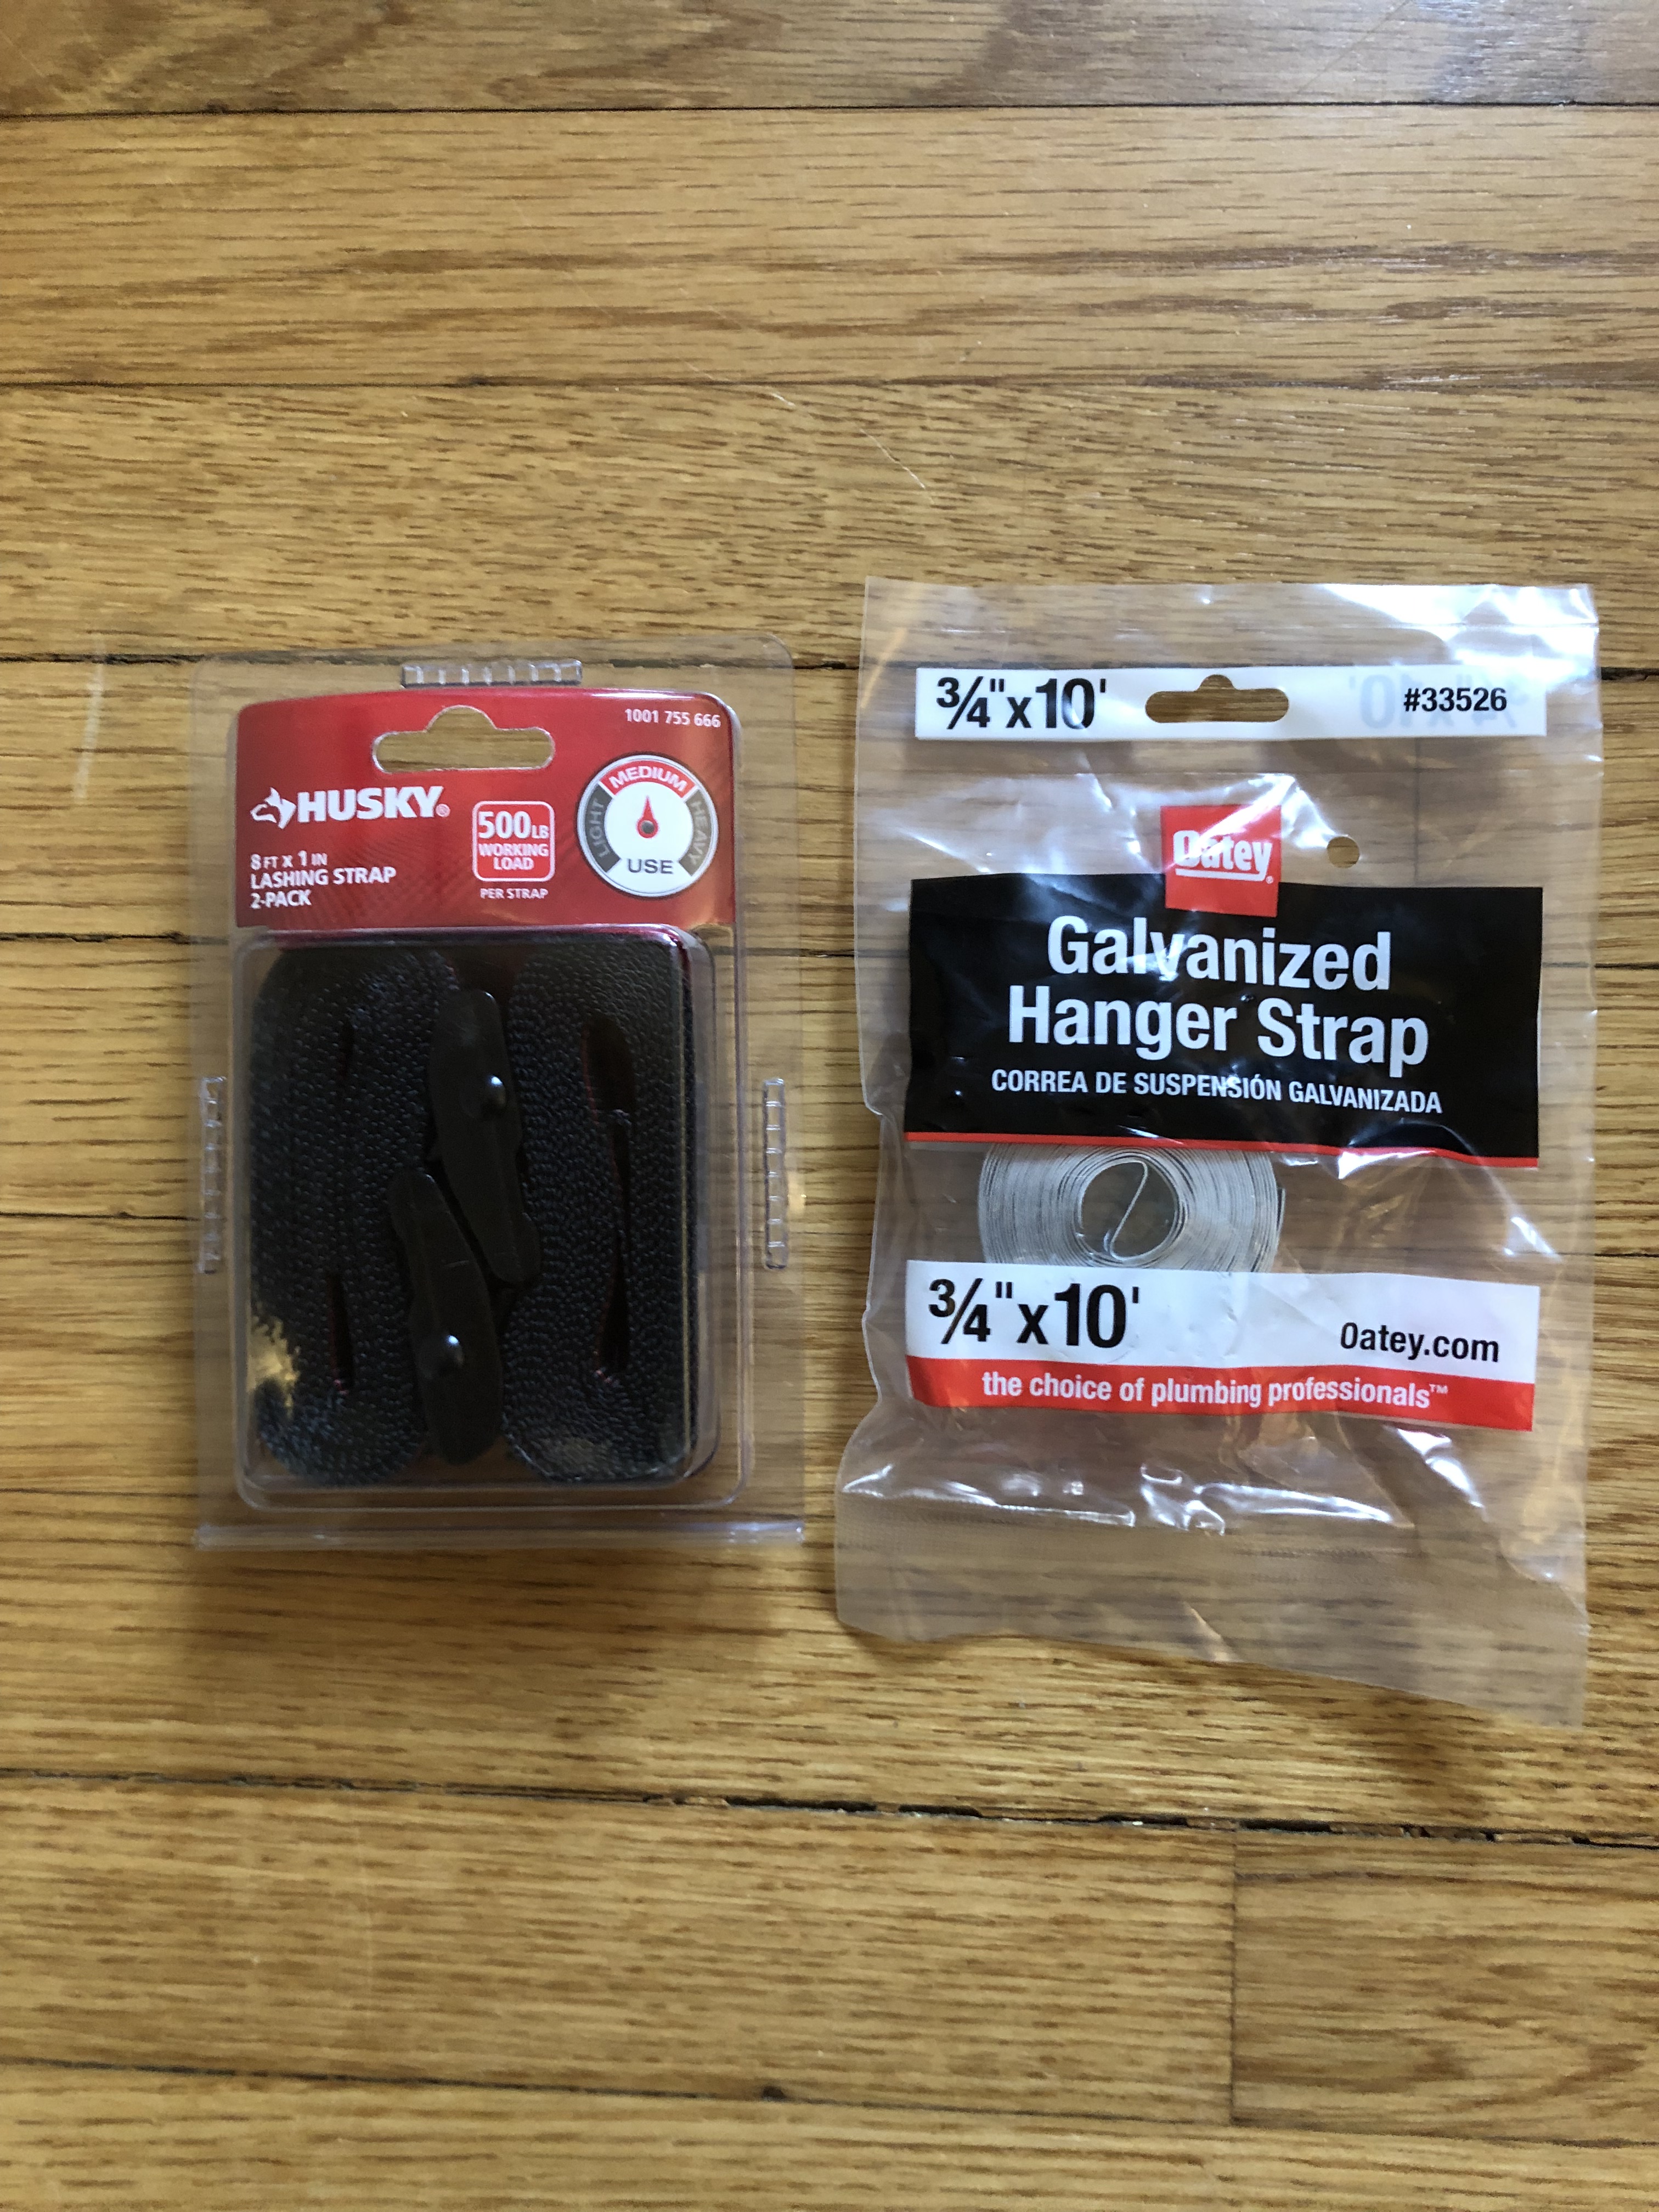 1001 755 666
HUSKY®
500LB
WORKING
LOAD
PER STRAP
LIGHT
MEDIUM
HEAVY
USE
8 FT x 1 IN
LASHING STRAP
2-PACK
3/4" x 10'
#33526
Oatey®
Galvanized
Hanger Strap
CORREA DE SUSPENSIÓN GALVANIZADA
3/4" x 10'
Oatey.com
the choice of plumbing professionals™